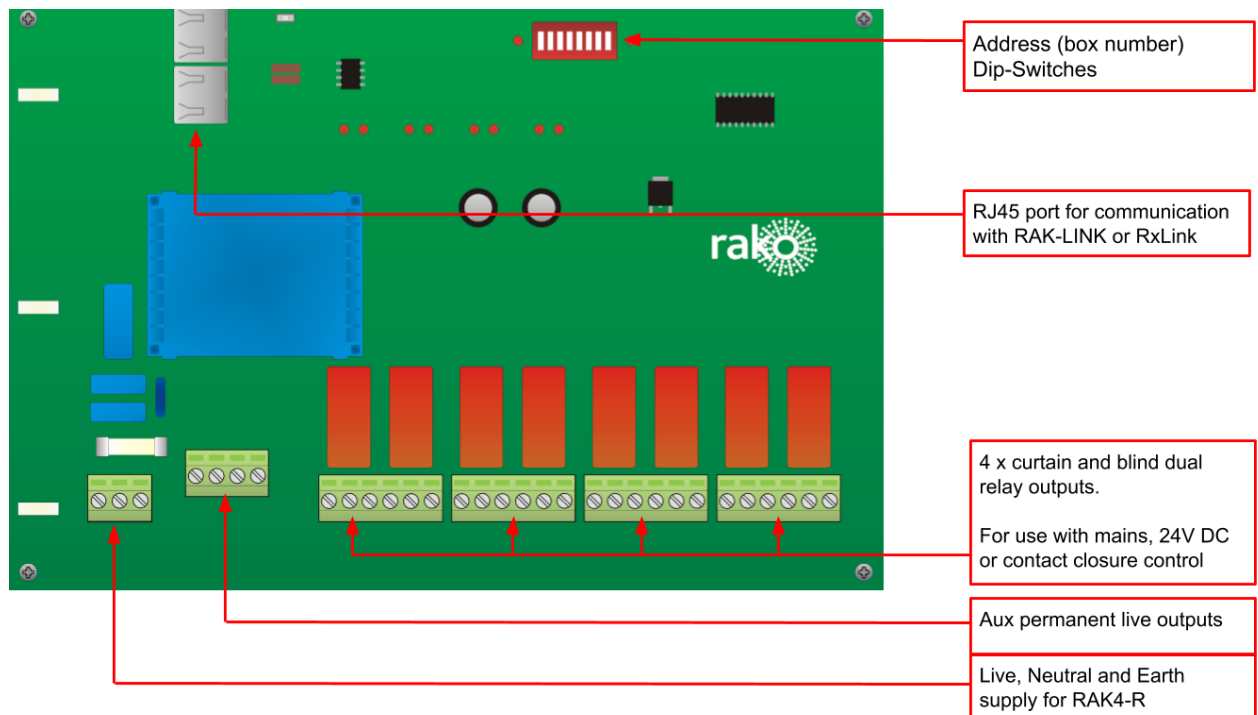 Address (box number)
Dip-Switches
RJ45 port for communication
with RAK-LINK or RxLink
rako
4 x curtain and blind dual
relay outputs.
For use with mains, 24V DC
or contact closure control
Aux permanent live outputs
Live, Neutral and Earth
supply for RAK4-R